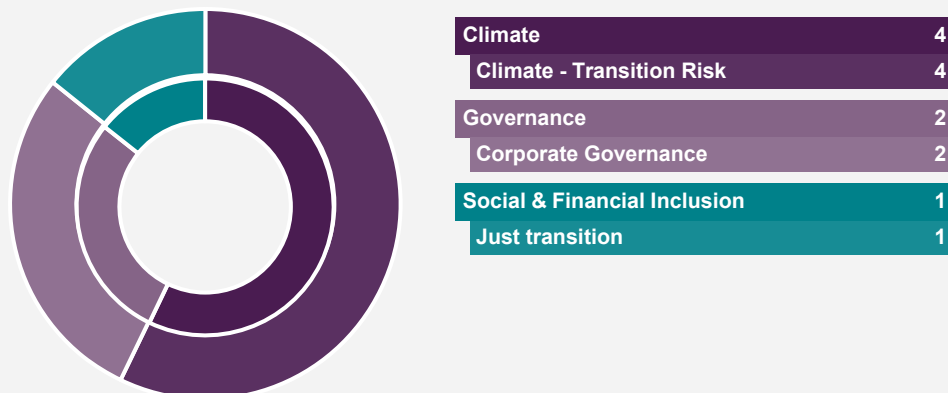 Climate 4
Climate - Transition Risk 4
Governance 2
Corporate Governance 2
Social & Financial Inclusion 1
Just transition 1